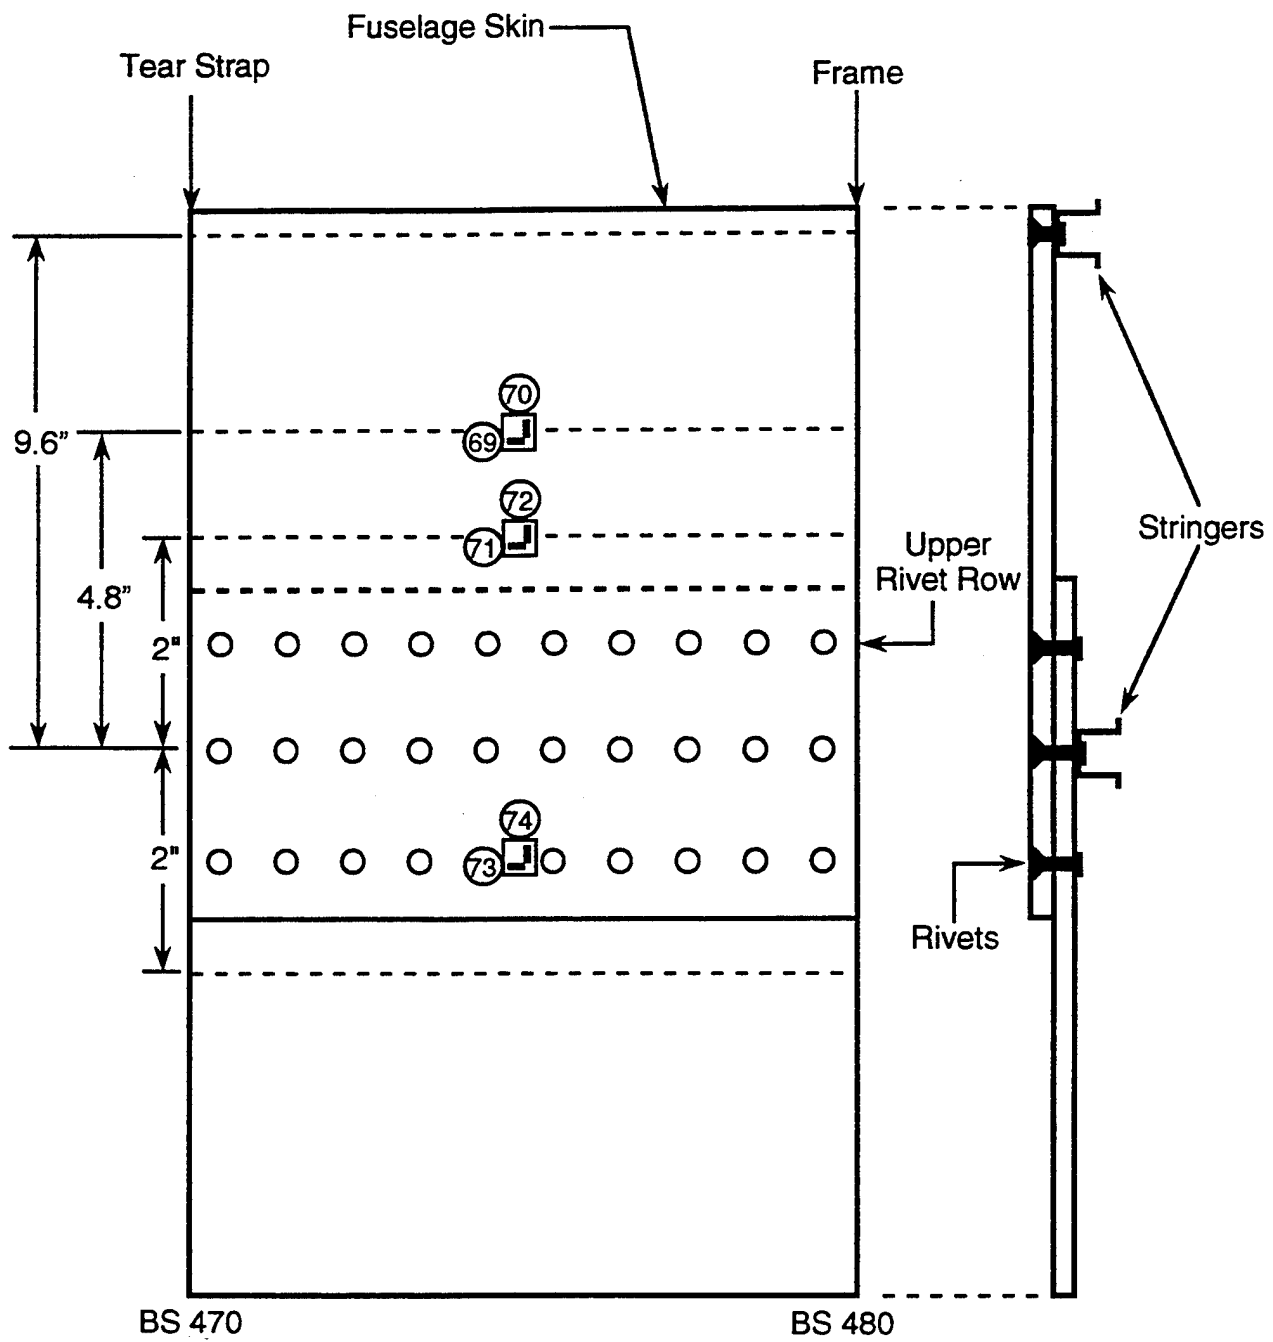 Fuselage Skin
Tear Strap
Frame
70
9.6"
69
4.8"
72
71
Stringers
Upper
Rivet Row
2"
74
2"
73
Rivets
BS 470
BS 480